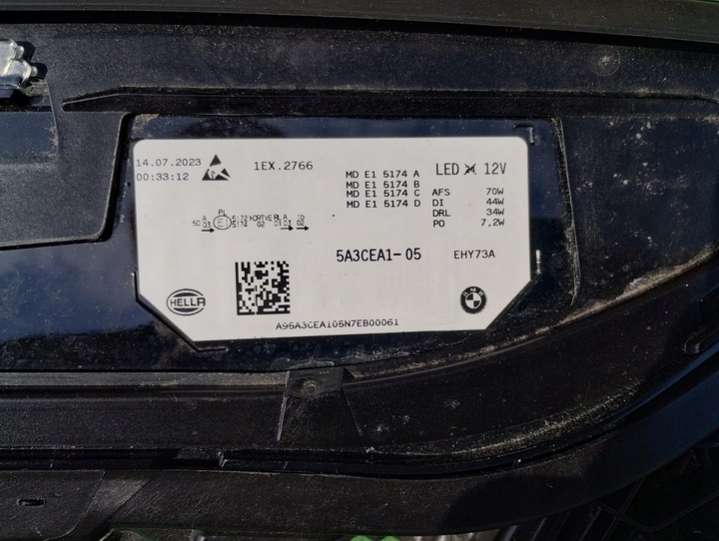 14.07.2023
00:33:12
1EX.2766
MD E1 5174 A
MD E1 5174 B
MD E1 5174 C
MD E1 5174 D
LED 12V
AFS 70W
DI 44W
DRL 34W
PO 7.2W
5A3CEA1-05 EHY73A
HELLA
BMW
A96A3CEA105N7EB00061